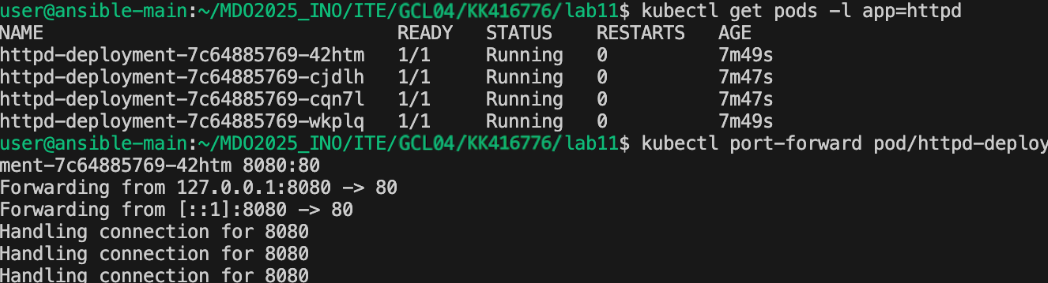 user@ansible-main:~/MDO2025_INO/ITE/GCL04/KK416776/lab11$ kubectl get pods -l app=httpd
NAME READY STATUS RESTARTS AGE
httpd-deployment-7c64885769-42htm 1/1 Running 0 7m49s
httpd-deployment-7c64885769-cjdlh 1/1 Running 0 7m47s
httpd-deployment-7c64885769-cqn7l 1/1 Running 0 7m47s
httpd-deployment-7c64885769-wkplq 1/1 Running 0 7m49s
user@ansible-main:~/MDO2025_INO/ITE/GCL04/KK416776/lab11$ kubectl port-forward pod/httpd-deploy
ment-7c64885769-42htm 8080:80
Forwarding from 127.0.0.1:8080 -> 80
Forwarding from [::1]:8080 -> 80
Handling connection for 8080
Handling connection for 8080
Handling connection for 8080